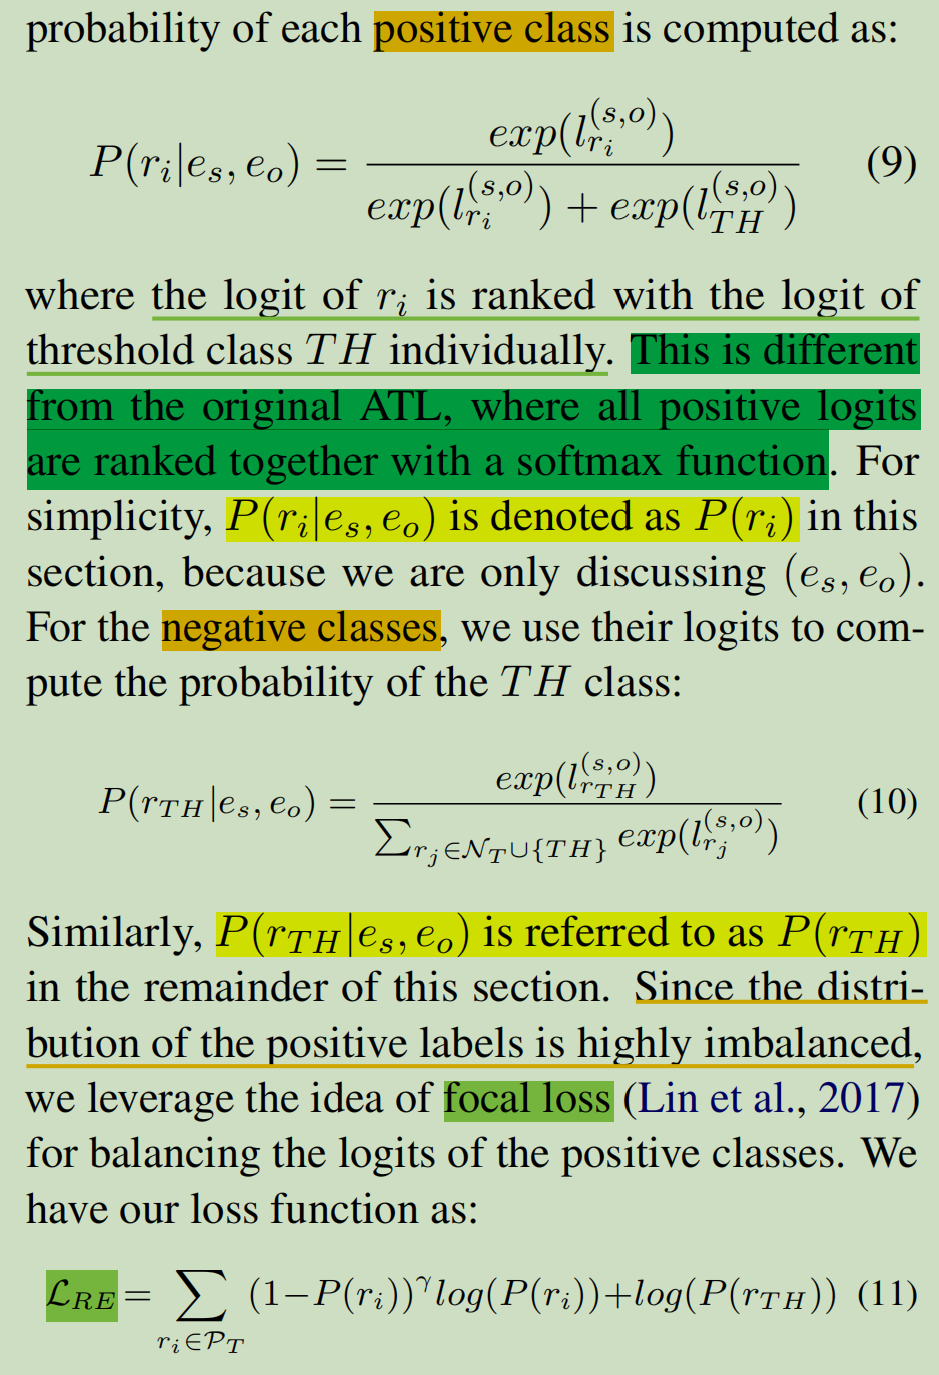 probability of each positive class is computed as:
P(r_i|e_s, e_o) = \frac{exp(l_{r_i}^{(s,o)})}{exp(l_{r_i}^{(s,o)}) + exp(l_{TH}^{(s,o)})} (9)
where the logit of r_i is ranked with the logit of
threshold class TH individually. This is different
from the original ATL, where all positive logits
are ranked together with a softmax function. For
simplicity, P(r_i|e_s, e_o) is denoted as P(r_i) in this
section, because we are only discussing (e_s, e_o).
For the negative classes, we use their logits to com-
pute the probability of the TH class:
P(r_{TH}|e_s, e_o) = \frac{exp(l_{r_{TH}}^{(s,o)})}{\sum_{r_j \in \mathcal{N}_T \cup \{TH\}} exp(l_{r_j}^{(s,o)})} (10)
Similarly, P(r_{TH}|e_s, e_o) is referred to as P(r_{TH})
in the remainder of this section. Since the distri-
bution of the positive labels is highly imbalanced,
we leverage the idea of focal loss (Lin et al., 2017)
for balancing the logits of the positive classes. We
have our loss function as:
\mathcal{L}_{RE} = \sum_{r_i \in \mathcal{P}_T} (1-P(r_i))^\gamma log(P(r_i))+log(P(r_{TH})) (11)